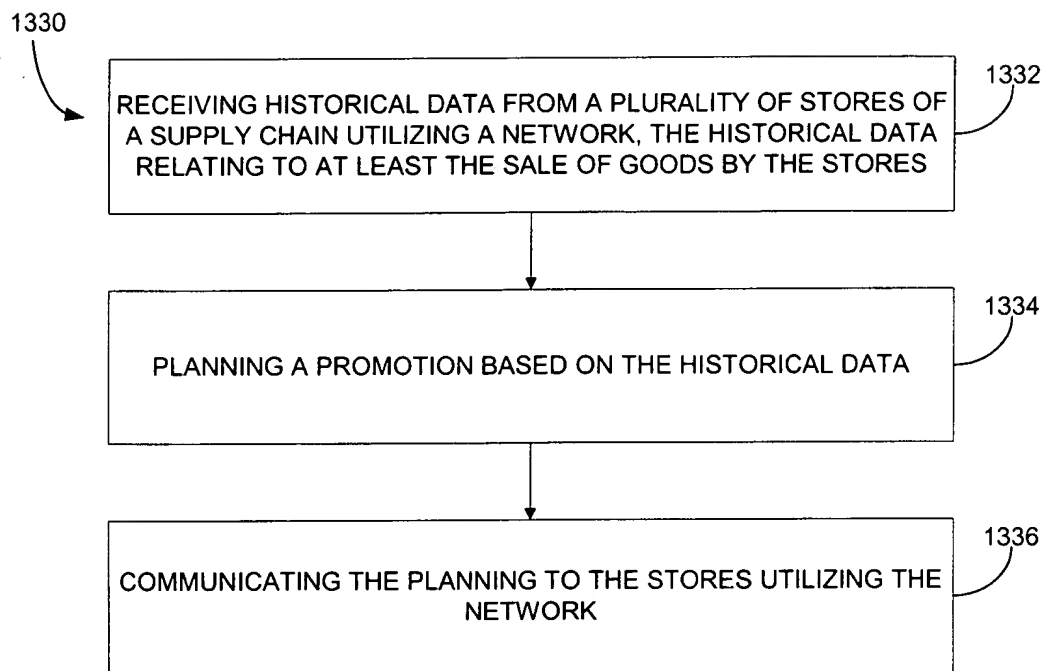 1330
1332
RECEIVING HISTORICAL DATA FROM A PLURALITY OF STORES OF
A SUPPLY CHAIN UTILIZING A NETWORK, THE HISTORICAL DATA
RELATING TO AT LEAST THE SALE OF GOODS BY THE STORES
1334
PLANNING A PROMOTION BASED ON THE HISTORICAL DATA
1336
COMMUNICATING THE PLANNING TO THE STORES UTILIZING THE
NETWORK